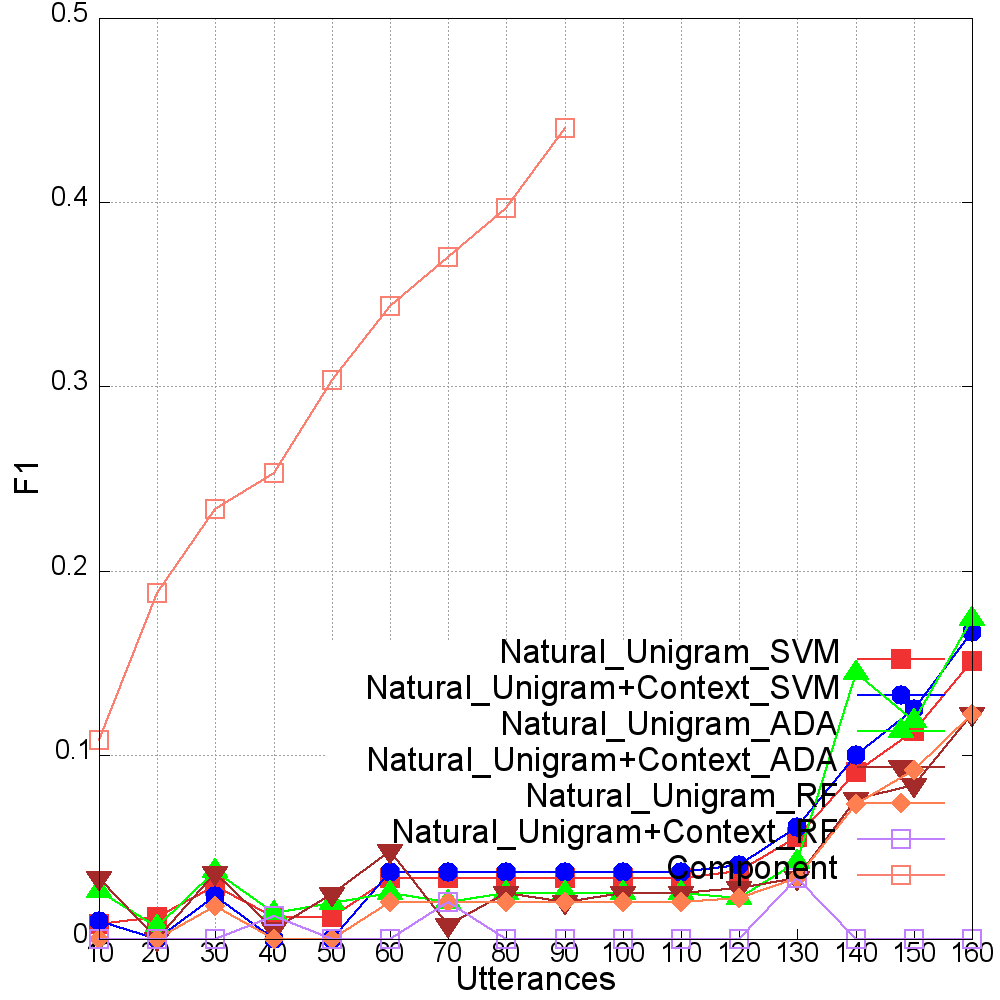 0.5
0.4
0.3
0.2
0.1
0
F1
Natural_Unigram_SVM
Natural_Unigram+Context_SVM
Natural_Unigram_ADA
Natural_Unigram+Context_ADA
Natural_Unigram_RF
Natural_Unigram+Context_RF
Component
10 20 30 40 50 60 70 80 90 100 110 120 130 140 150 160
Utterances